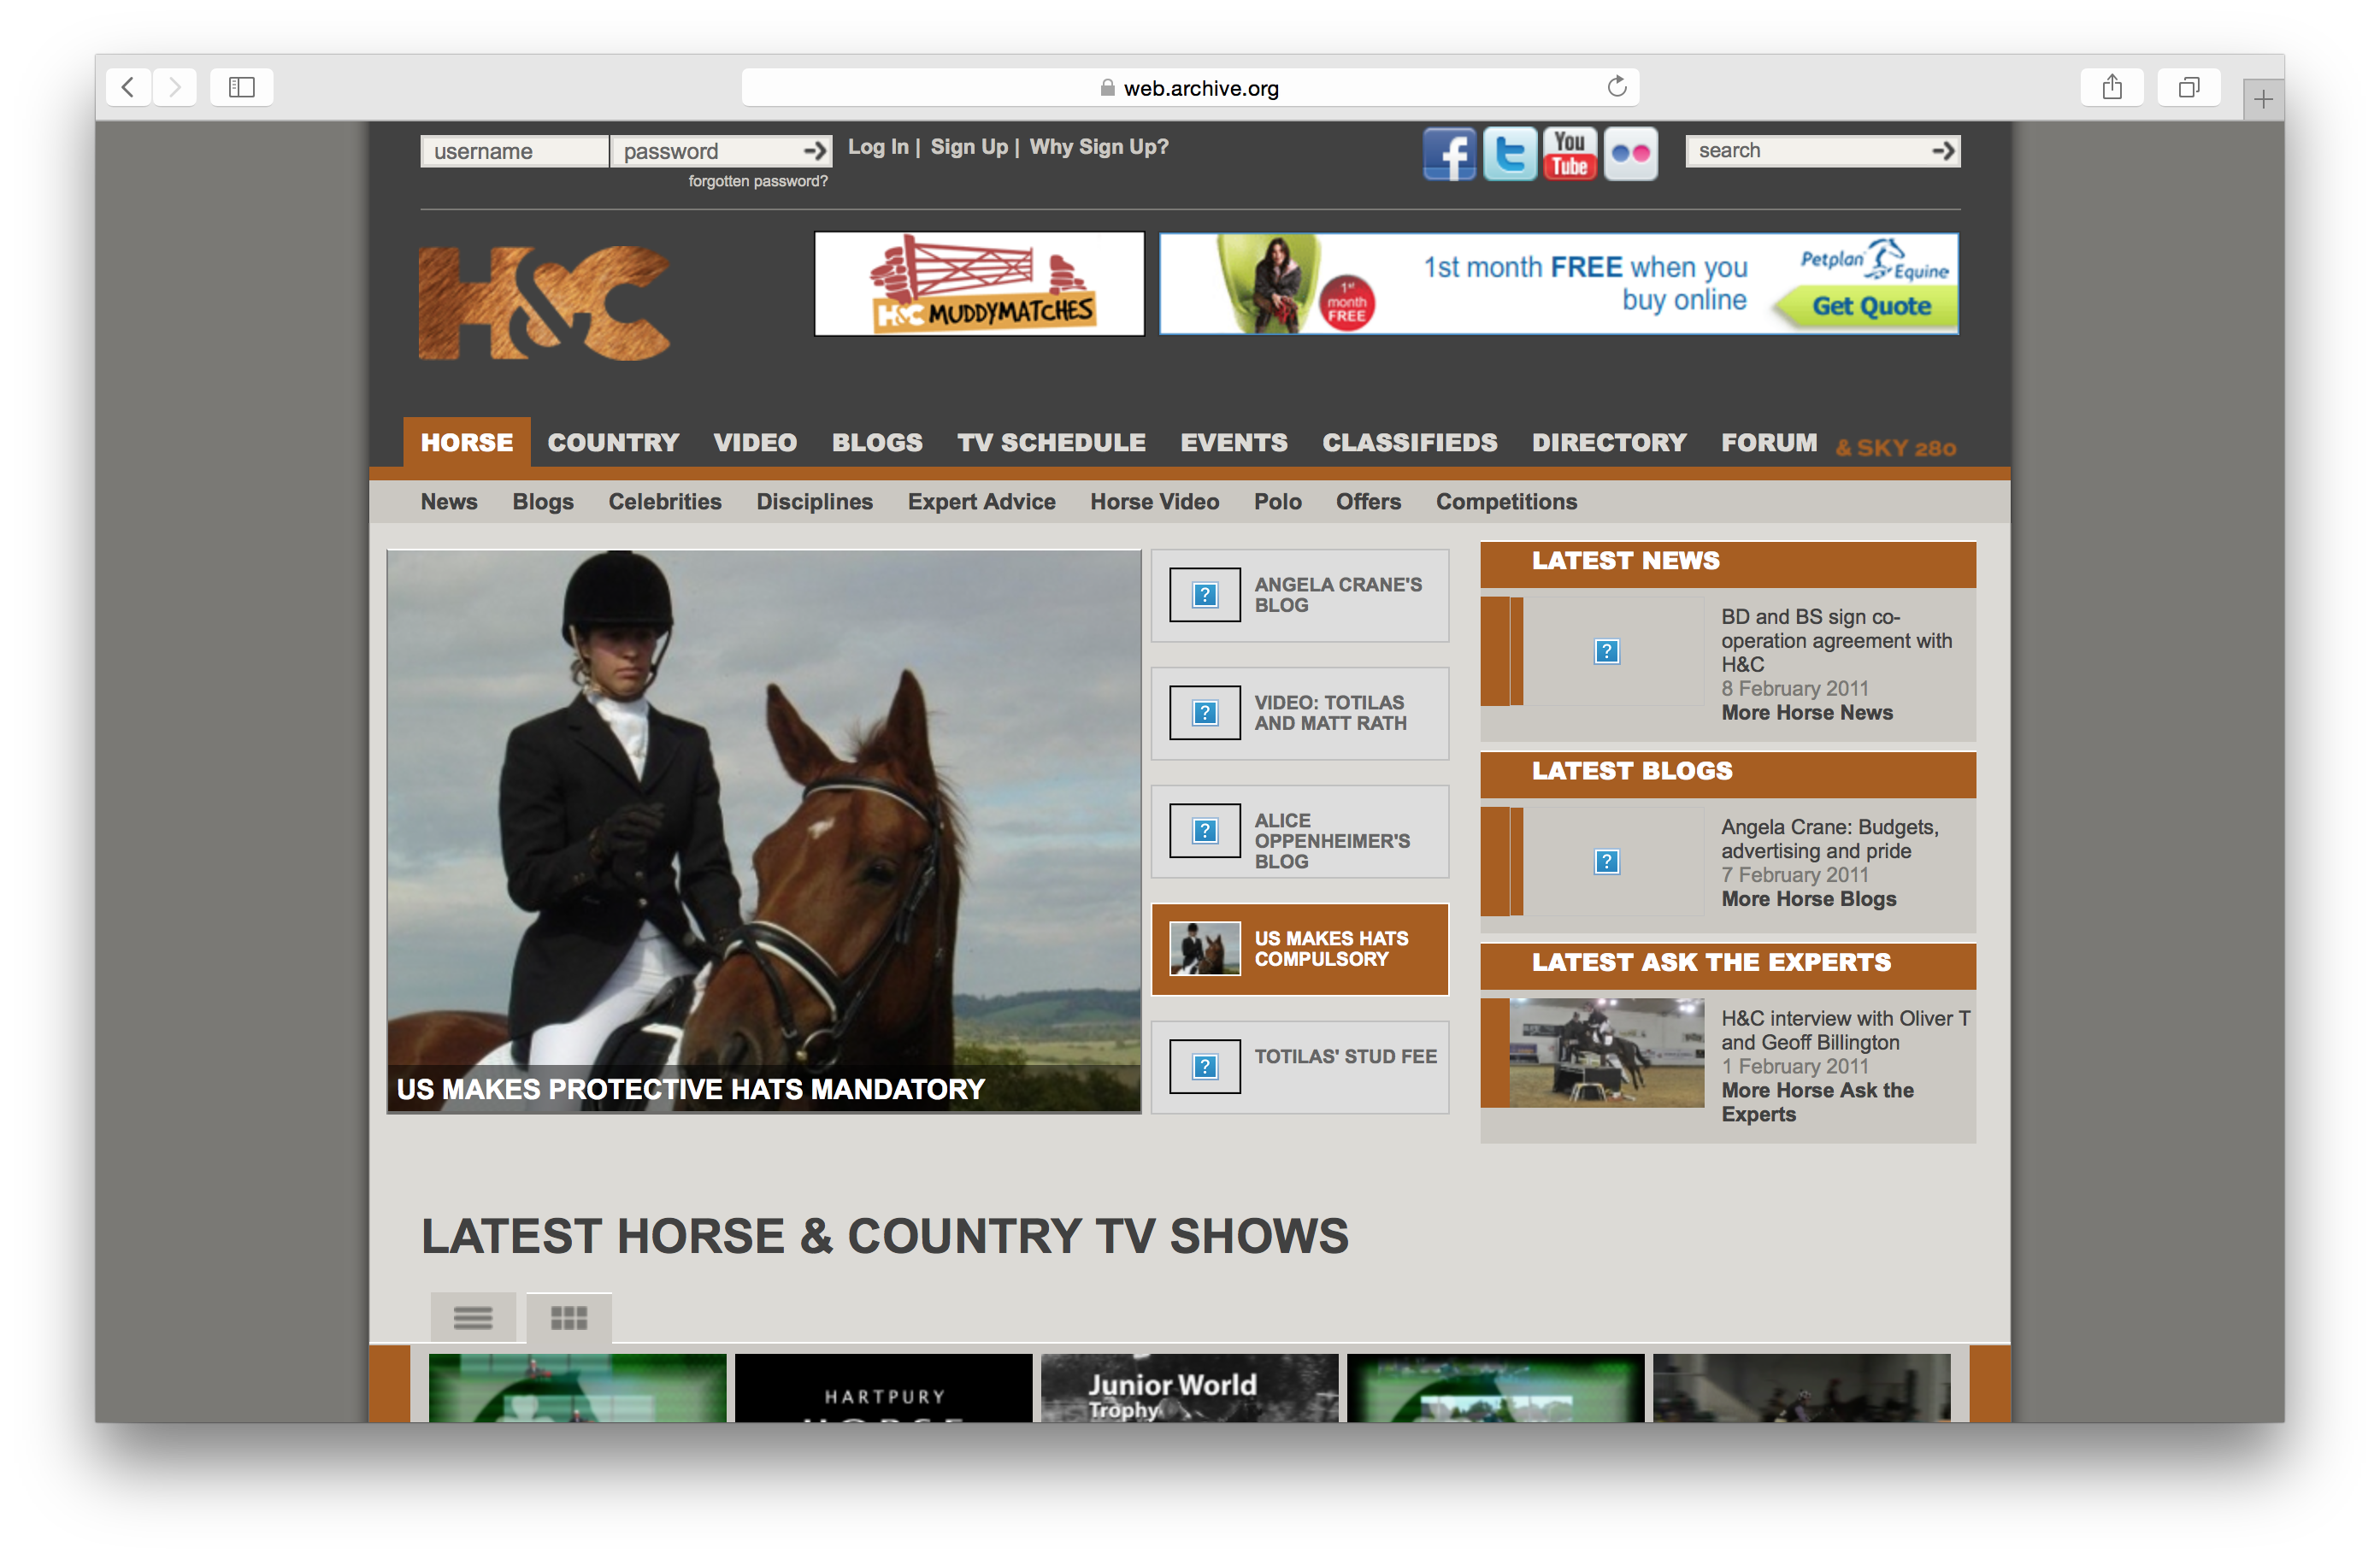 web.archive.org
username
password
Log In | Sign Up | Why Sign Up?
forgotten password?
f
t
You
Tube
search
H&C
H&C MUDDYMATCHES
1st
month
FREE
1st month FREE when you
buy online
Petplan
Equine
Get Quote
HORSE COUNTRY VIDEO BLOGS TV SCHEDULE EVENTS CLASSIFIEDS DIRECTORY FORUM & SKY 280
News Blogs Celebrities Disciplines Expert Advice Horse Video Polo Offers Competitions
US MAKES PROTECTIVE HATS MANDATORY
ANGELA CRANE'S
BLOG
VIDEO: TOTILAS
AND MATT RATH
ALICE
OPPENHEIMER'S
BLOG
US MAKES HATS
COMPULSORY
TOTILAS' STUD FEE
LATEST NEWS
BD and BS sign co-
operation agreement with
H&C
8 February 2011
More Horse News
LATEST BLOGS
Angela Crane: Budgets,
advertising and pride
7 February 2011
More Horse Blogs
LATEST ASK THE EXPERTS
H&C interview with Oliver T
and Geoff Billington
1 February 2011
More Horse Ask the
Experts
LATEST HORSE & COUNTRY TV SHOWS
HARTPURY
HORSE
Junior World
Trophy